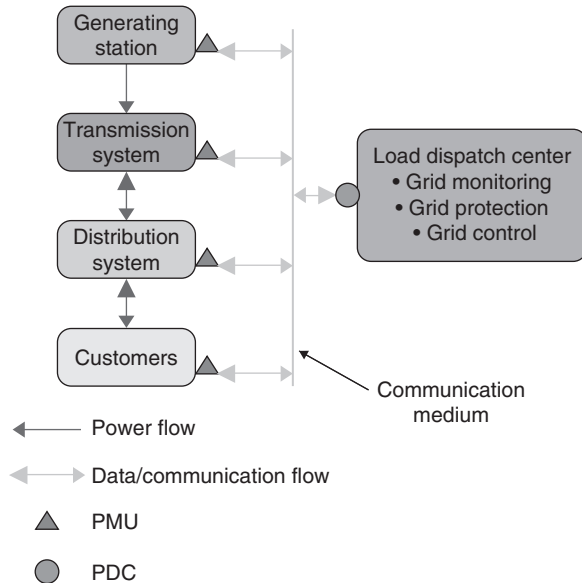 Generating
station
Transmission
system
Distribution
system
Customers
Load dispatch center
• Grid monitoring
• Grid protection
• Grid control
Communication
medium
Power flow
Data/communication flow
PMU
PDC